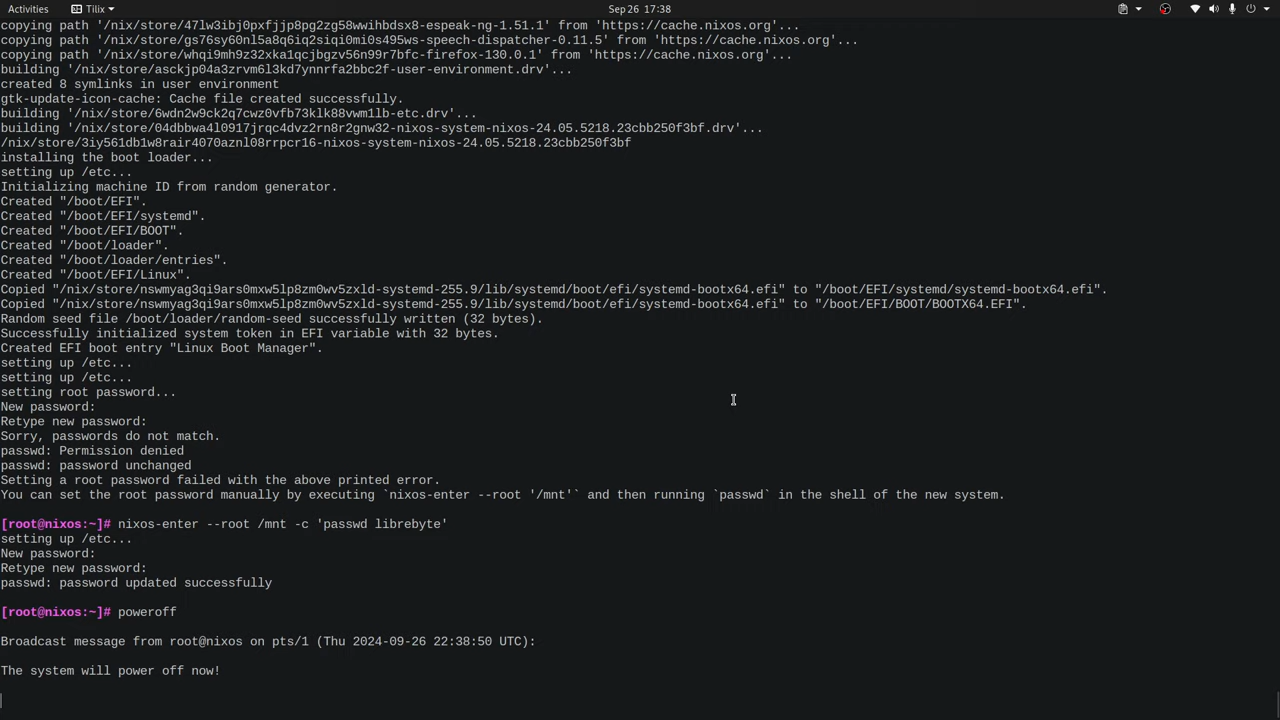 Activities
Tilix
Sep 26 17:38
copying path '/nix/store/47lw3ibj0pxfjjp8pg2zg58wwihbdsx8-espeak-ng-1.51.1' from 'https://cache.nixos.org'...
copying path '/nix/store/gs76sy60nl5a8q6iq2siqi0mi0s495ws-speech-dispatcher-0.11.5' from 'https://cache.nixos.org'...
copying path '/nix/store/whqi9mh9z32xka1qcjbgzv56n99r7bfc-firefox-130.0.1' from 'https://cache.nixos.org'...
building '/nix/store/asckjp04a3zrvm6l3kd7ynnrfa2bbc2f-user-environment.drv'...
created 8 symlinks in user environment
gtk-update-icon-cache: Cache file created successfully.
building '/nix/store/6wdn2w9ck2q7cwz0vfb73klk88vwm1lb-etc.drv'...
building '/nix/store/04dbbwa4l0917jrqc4dvz2rn8r2gnw32-nixos-system-nixos-24.05.5218.23cbb250f3bf.drv'...
/nix/store/3iy561db1w8rair4070aznl08rrpcr16-nixos-system-nixos-24.05.5218.23cbb250f3bf
installing the boot loader...
setting up /etc...
Initializing machine ID from random generator.
Created "/boot/EFI".
Created "/boot/EFI/systemd".
Created "/boot/EFI/BOOT".
Created "/boot/loader".
Created "/boot/loader/entries".
Created "/boot/EFI/Linux".
Copied "/nix/store/nswmyag3qi9ars0mxw5lp8zm0wv5zxld-systemd-255.9/lib/systemd/boot/efi/systemd-bootx64.efi" to "/boot/EFI/systemd/systemd-bootx64.efi".
Copied "/nix/store/nswmyag3qi9ars0mxw5lp8zm0wv5zxld-systemd-255.9/lib/systemd/boot/efi/systemd-bootx64.efi" to "/boot/EFI/BOOT/BOOTX64.EFI".
Random seed file /boot/loader/random-seed successfully written (32 bytes).
Successfully initialized system token in EFI variable with 32 bytes.
Created EFI boot entry "Linux Boot Manager".
setting up /etc...
setting up /etc...
setting root password...
New password:
Retype new password:
Sorry, passwords do not match.
passwd: Permission denied
passwd: password unchanged
Setting a root password failed with the above printed error.
You can set the root password manually by executing `nixos-enter --root '/mnt'` and then running `passwd` in the shell of the new system.
[root@nixos:~]# nixos-enter --root /mnt -c 'passwd librebyte'
setting up /etc...
New password:
Retype new password:
passwd: password updated successfully
[root@nixos:~]# poweroff
Broadcast message from root@nixos on pts/1 (Thu 2024-09-26 22:38:50 UTC):
The system will power off now!